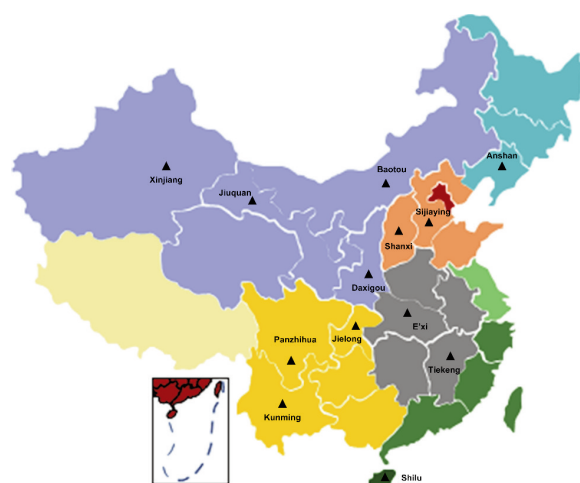 Anshan
Baotou
Xinjiang
Jiuquan
Sijiaying
Shanxi
Daxigou
E'xi
Panzhihua
Jielong
Tiekeng
Kunming
Shilu